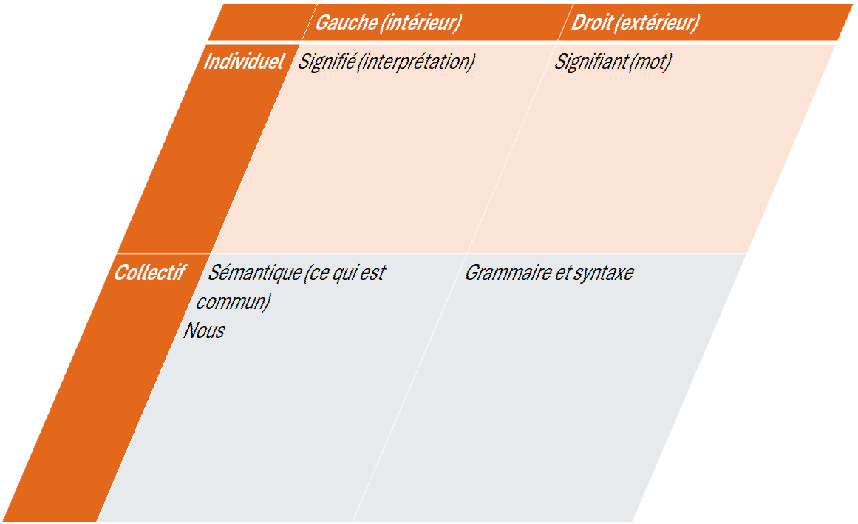 Gauche (intérieur) Droit (extérieur)
Individuel Signifié (interprétation) Signifiant (mot)
Collectif Sémantique (ce qui est Grammaire et syntaxe
commun)
Nous